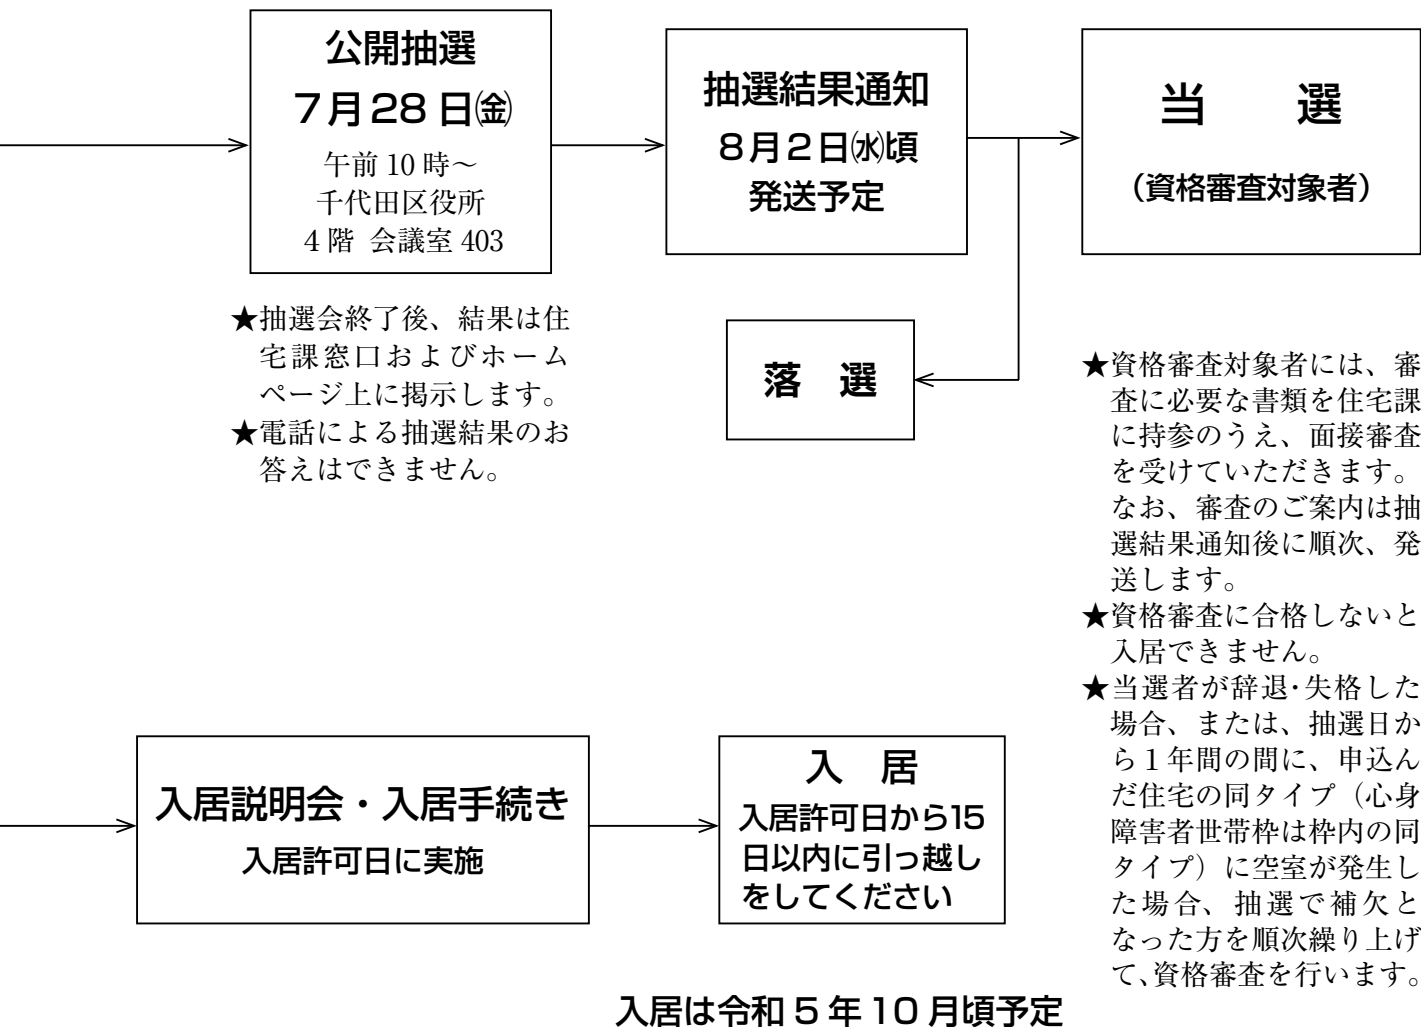 公開抽選
7月28日㈮
午前10時～
千代田区役所
4階 会議室403
★抽選会終了後、結果は住
宅課窓口およびホーム
ページ上に掲示します。
★電話による抽選結果のお
答えはできません。
抽選結果通知
8月2日㈬頃
発送予定
落 選
当 選
（資格審査対象者）
★資格審査対象者には、審
査に必要な書類を住宅課
に持参のうえ、面接審査
を受けていただきます。
なお、審査のご案内は抽
選結果通知後に順次、発
送します。
★資格審査に合格しないと
入居できません。
★当選者が辞退・失格した
場合、または、抽選日か
ら1年間の間に、申込ん
だ住宅の同タイプ（心身
障害者世帯枠は枠内の同
タイプ）に空室が発生し
た場合、抽選で補欠と
なった方を順次繰り上げ
て、資格審査を行います。
入居説明会・入居手続き
入居許可日に実施
入 居
入居許可日から15
日以内に引っ越し
をしてください
入居は令和5年10月頃予定